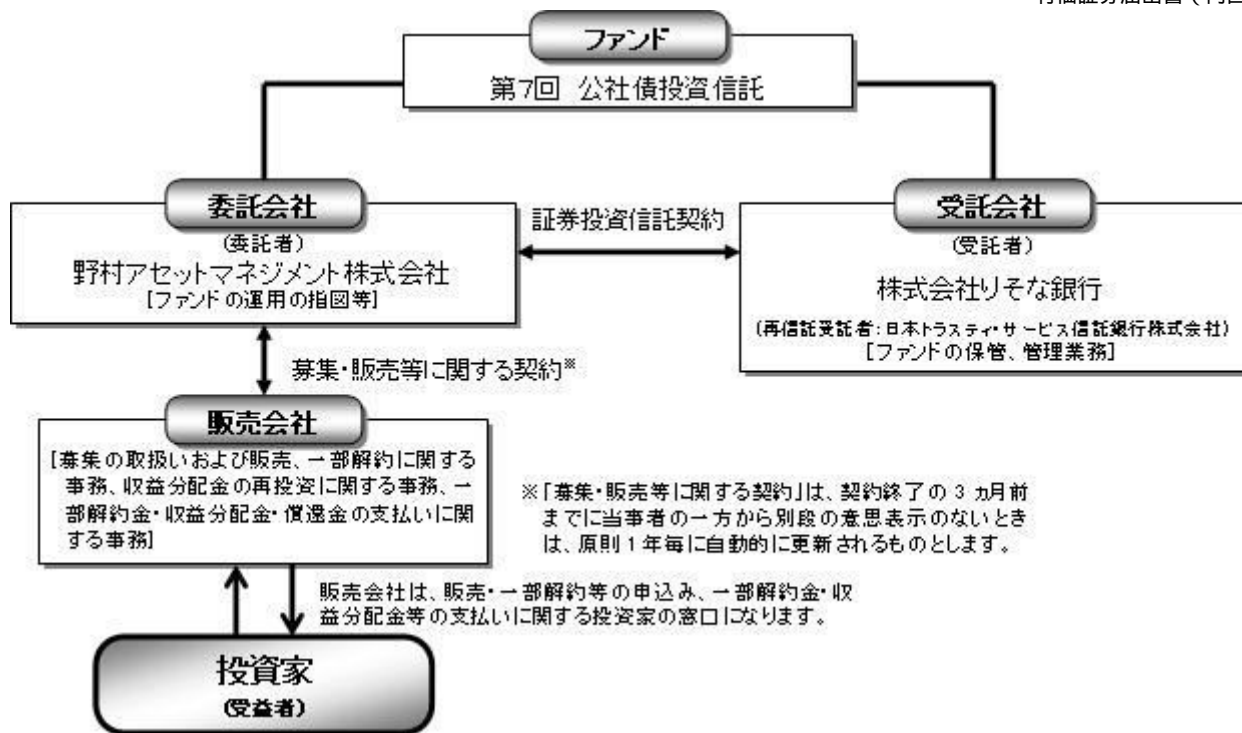 ファンド
第7回 公社債投資信託
委託会社
(委託者)
野村アセットマネジメント株式会社
[ファンドの運用の指図等]
証券投資信託契約
受託会社
(受託者)
株式会社りそな銀行
(再信託受託者:日本トラスティ・サービス信託銀行株式会社)
[ファンドの保管、管理業務]
募集・販売等に関する契約※
販売会社
[募集の取扱いおよび販売、一部解約に関する
事務、収益分配金の再投資に関する事務、一
部解約金・収益分配金・償還金の支払いに関
する事務]
※「募集・販売等に関する契約」は、契約終了の3ヵ月前
までに当事者の一方から別段の意思表示のないとき
は、原則1年毎に自動的に更新されるものとします。
販売会社は、販売・一部解約等の申込み、一部解約金・収
益分配金等の支払いに関する投資家の窓口になります。
投資家
(受益者)